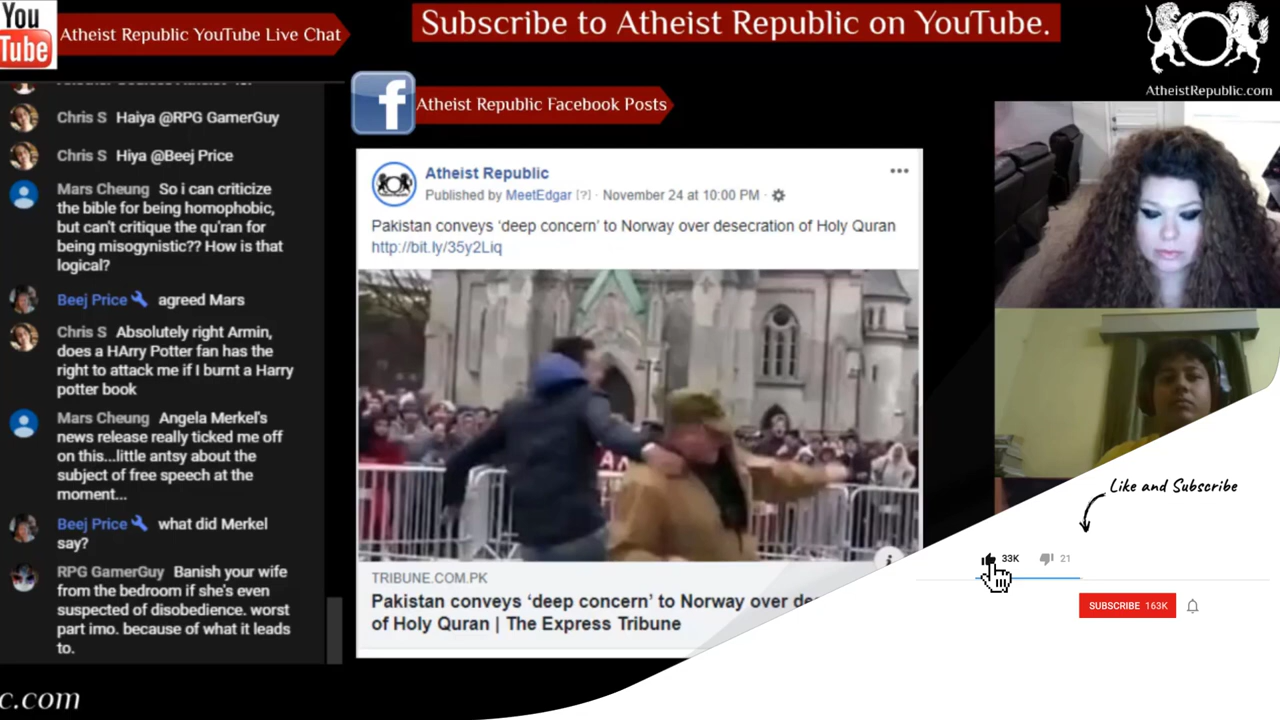 You
Tube
Atheist Republic YouTube Live Chat
Subscribe to Atheist Republic on YouTube.
AtheistRepublic.com
f
Atheist Republic Facebook Posts
Chris S Haiya @RPG GamerGuy
Chris S Hiya @Beej Price
Mars Cheung So i can criticize
the bible for being homophobic,
but can't critique the qu'ran for
being misogynistic?? How is that
logical?
Beej Price agreed Mars
Chris S Absolutely right Armin,
does a HArry Potter fan has the
right to attack me if I burnt a Harry
potter book
Mars Cheung Angela Merkel's
news release really ticked me off
on this...little antsy about the
subject of free speech at the
moment...
Beej Price what did Merkel
say?
RPG GamerGuy Banish your wife
from the bedroom if she's even
suspected of disobedience. worst
part imo. because of what it leads
to.
c.com
Atheist Republic
Published by MeetEdgar [?] · November 24 at 10:00 PM ·
Pakistan conveys ‘deep concern’ to Norway over desecration of Holy Quran
http://bit.ly/35y2Liq
TRIBUNE.COM.PK
Pakistan conveys ‘deep concern’ to Norway over de
of Holy Quran | The Express Tribune
Like and Subscribe
33K 21
SUBSCRIBE 163K